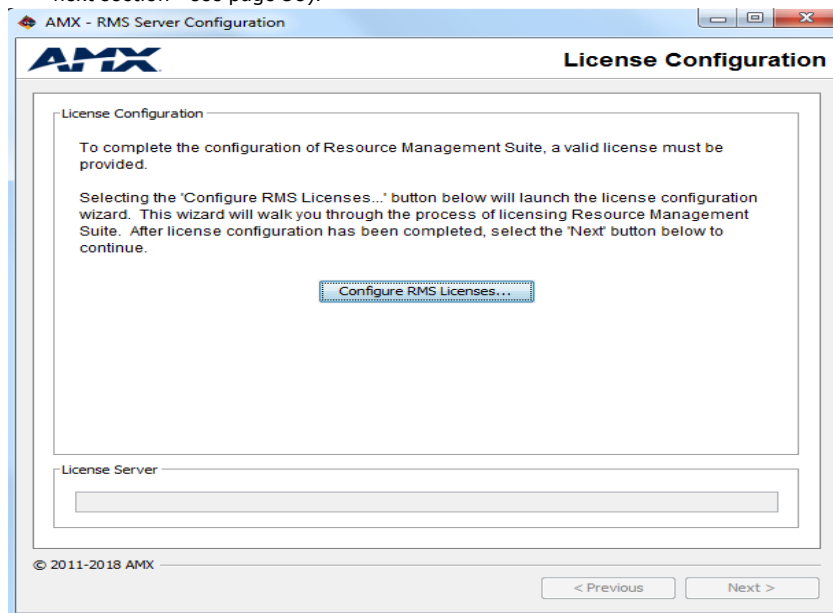 AMX - RMS Server Configuration
AMX
License Configuration
License Configuration
To complete the configuration of Resource Management Suite, a valid license must be
provided.
Selecting the 'Configure RMS Licenses...' button below will launch the license configuration
wizard. This wizard will walk you through the process of licensing Resource Management
Suite. After license configuration has been completed, select the 'Next' button below to
continue.
Configure RMS Licenses...
License Server
© 2011-2018 AMX
< Previous
Next >